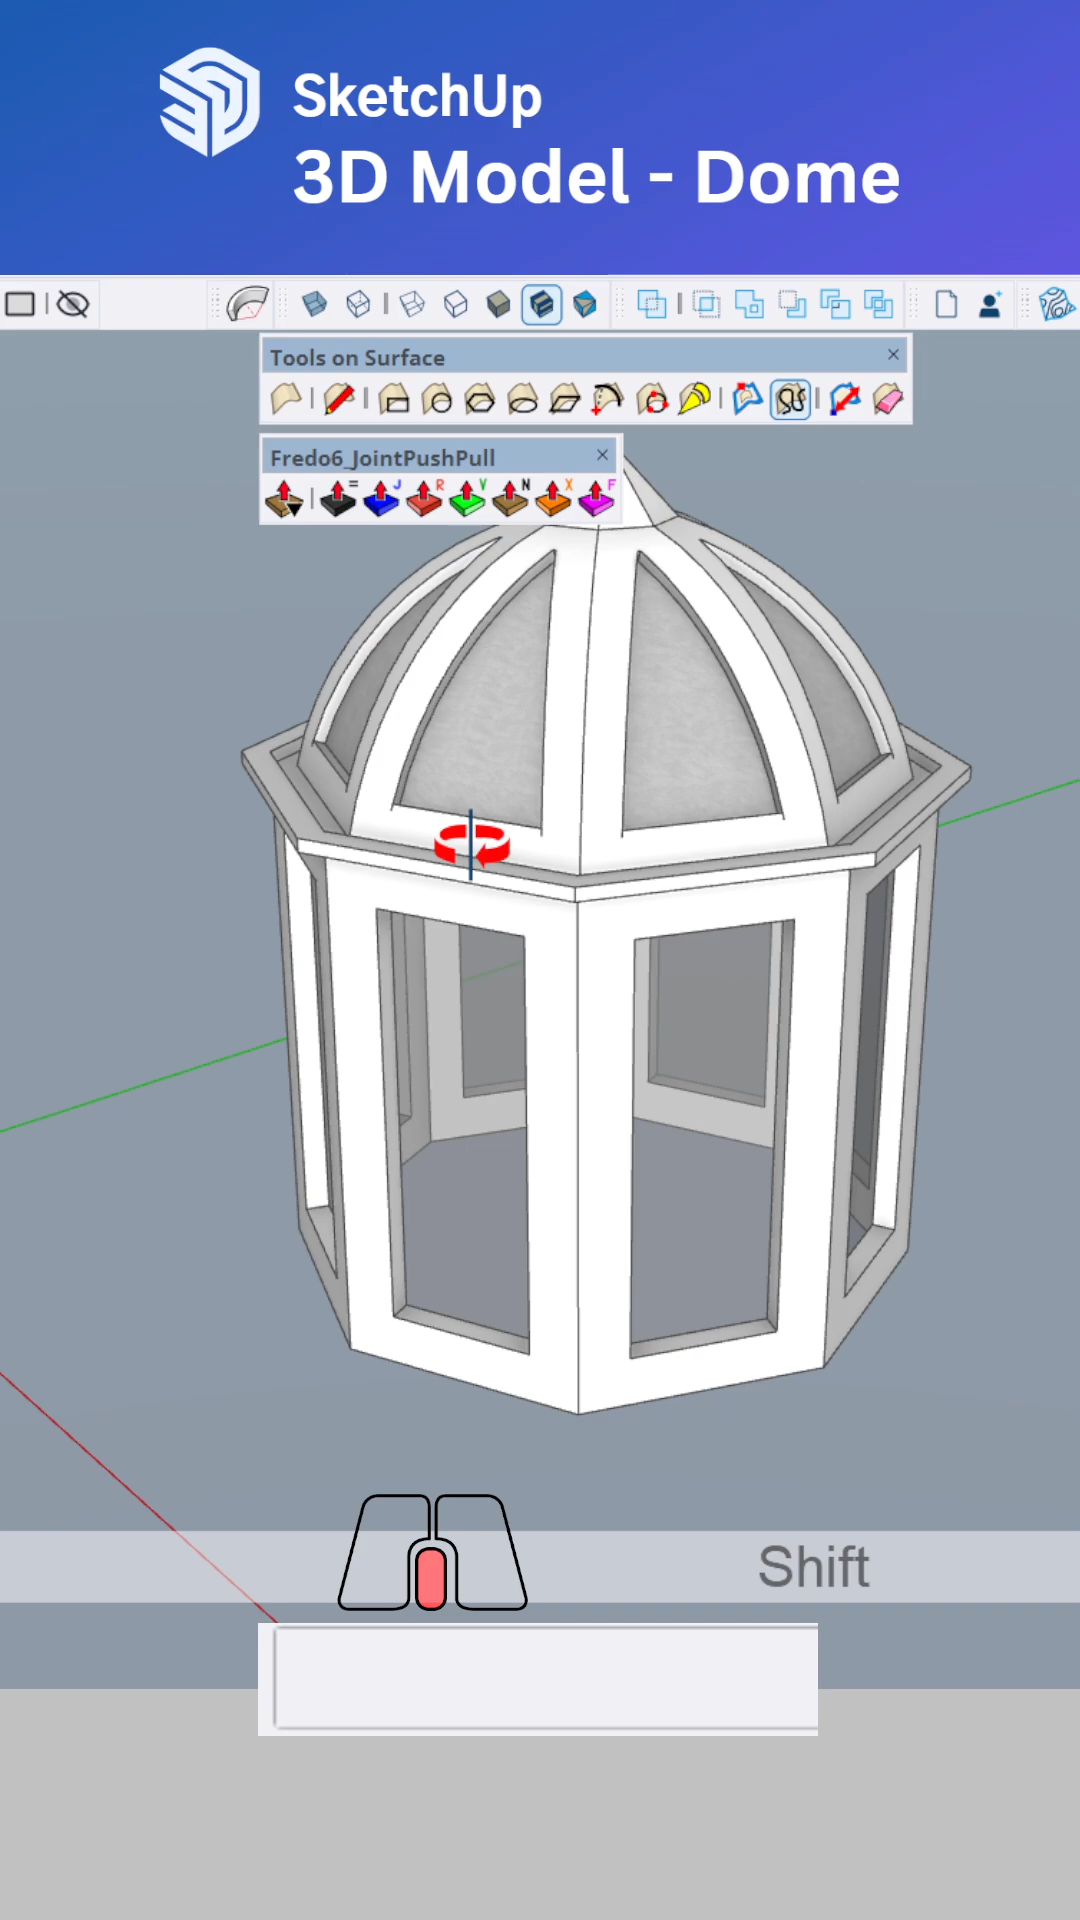 SketchUp
3D Model - Dome
Tools on Surface
Fredo6_JointPushPull
= J R V N X F
Shift